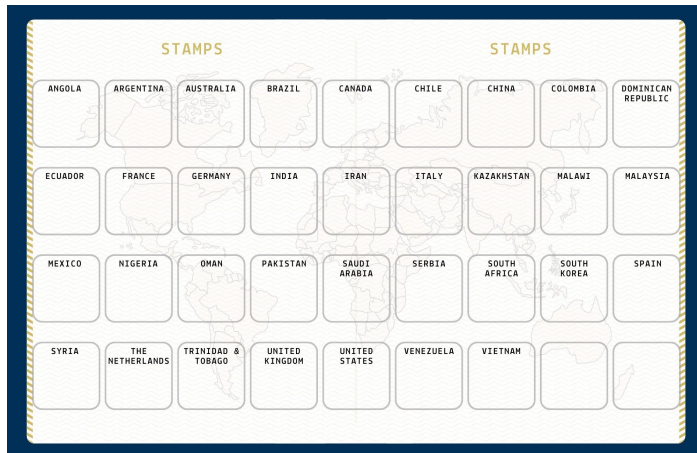 STAMPS
STAMPS
ANGOLA
ARGENTINA
AUSTRALIA
BRAZIL
CANADA
CHILE
CHINA
COLOMBIA
DOMINICAN
REPUBLIC
ECUADOR
FRANCE
GERMANY
INDIA
IRAN
ITALY
KAZAKHSTAN
MALAWI
MALAYSIA
MEXICO
NIGERIA
OMAN
PAKISTAN
SAUDI
ARABIA
SERBIA
SOUTH
AFRICA
SOUTH
KOREA
SPAIN
SYRIA
THE
NETHERLANDS
TRINIDAD &
TOBAGO
UNITED
KINGDOM
UNITED
STATES
VENEZUELA
VIETNAM